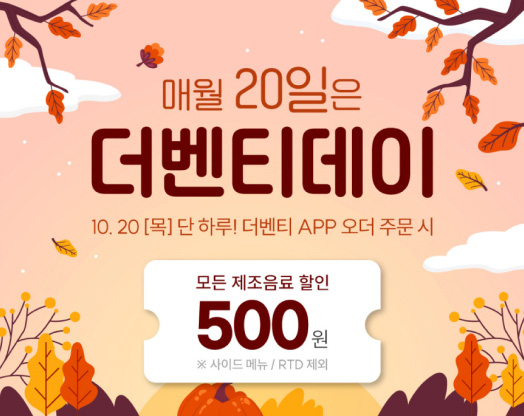 매월 20일은
더벤티데이
10. 20 [목] 단 하루! 더벤티 APP 오더 주문 시
모든 제조음료 할인
500원
※ 사이드 메뉴 / RTD 제외